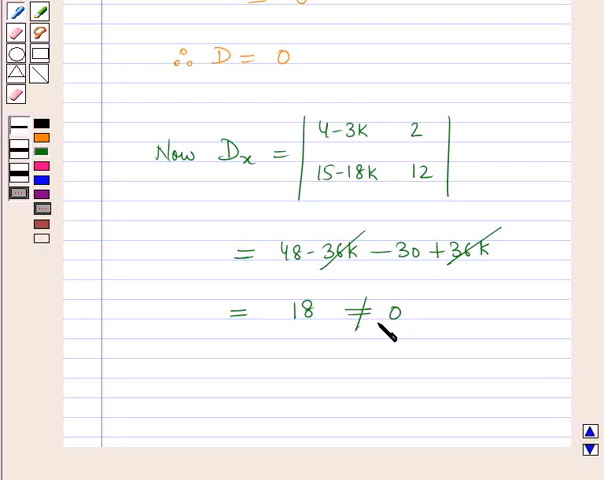 ∴ D = 0
Now Dx = | 4-3k 2 |
| 15-18k 12 |
= 48 - 36k - 30 + 36k
= 18 ≠ 0